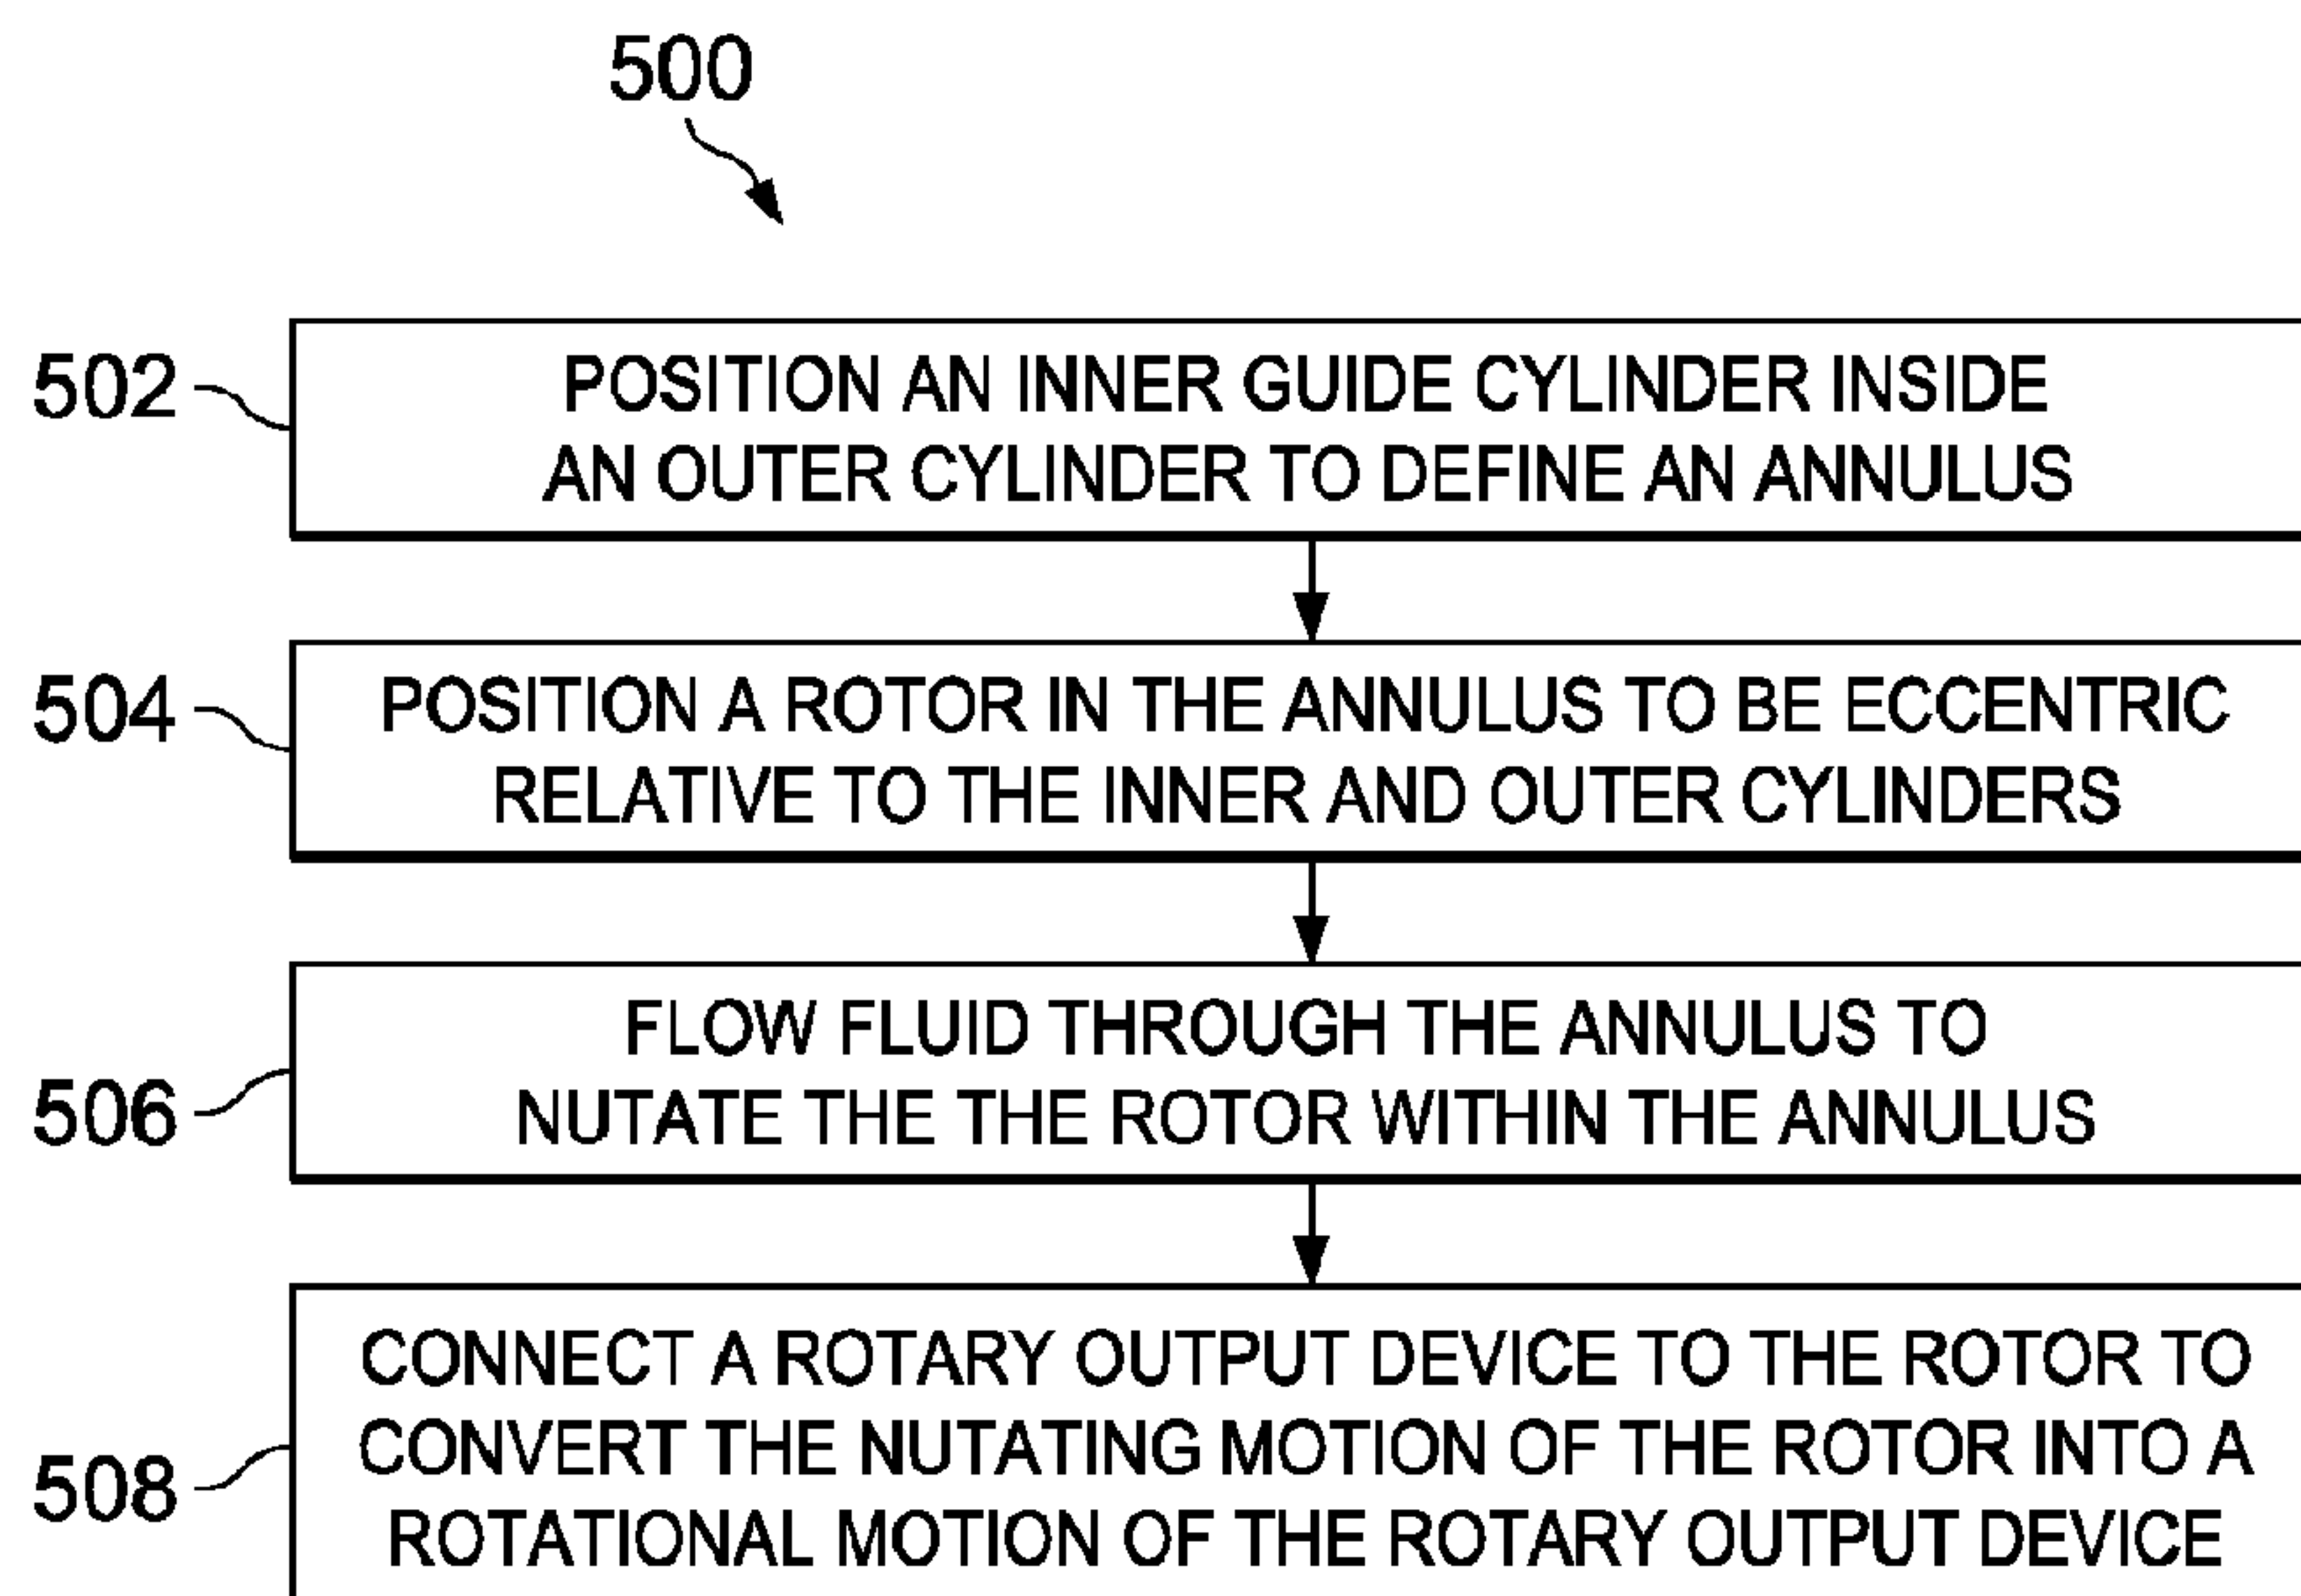 500
502
POSITION AN INNER GUIDE CYLINDER INSIDE
AN OUTER CYLINDER TO DEFINE AN ANNULUS
504
POSITION A ROTOR IN THE ANNULUS TO BE ECCENTRIC
RELATIVE TO THE INNER AND OUTER CYLINDERS
506
FLOW FLUID THROUGH THE ANNULUS TO
NUTATE THE THE ROTOR WITHIN THE ANNULUS
508
CONNECT A ROTARY OUTPUT DEVICE TO THE ROTOR TO
CONVERT THE NUTATING MOTION OF THE ROTOR INTO A
ROTATIONAL MOTION OF THE ROTARY OUTPUT DEVICE